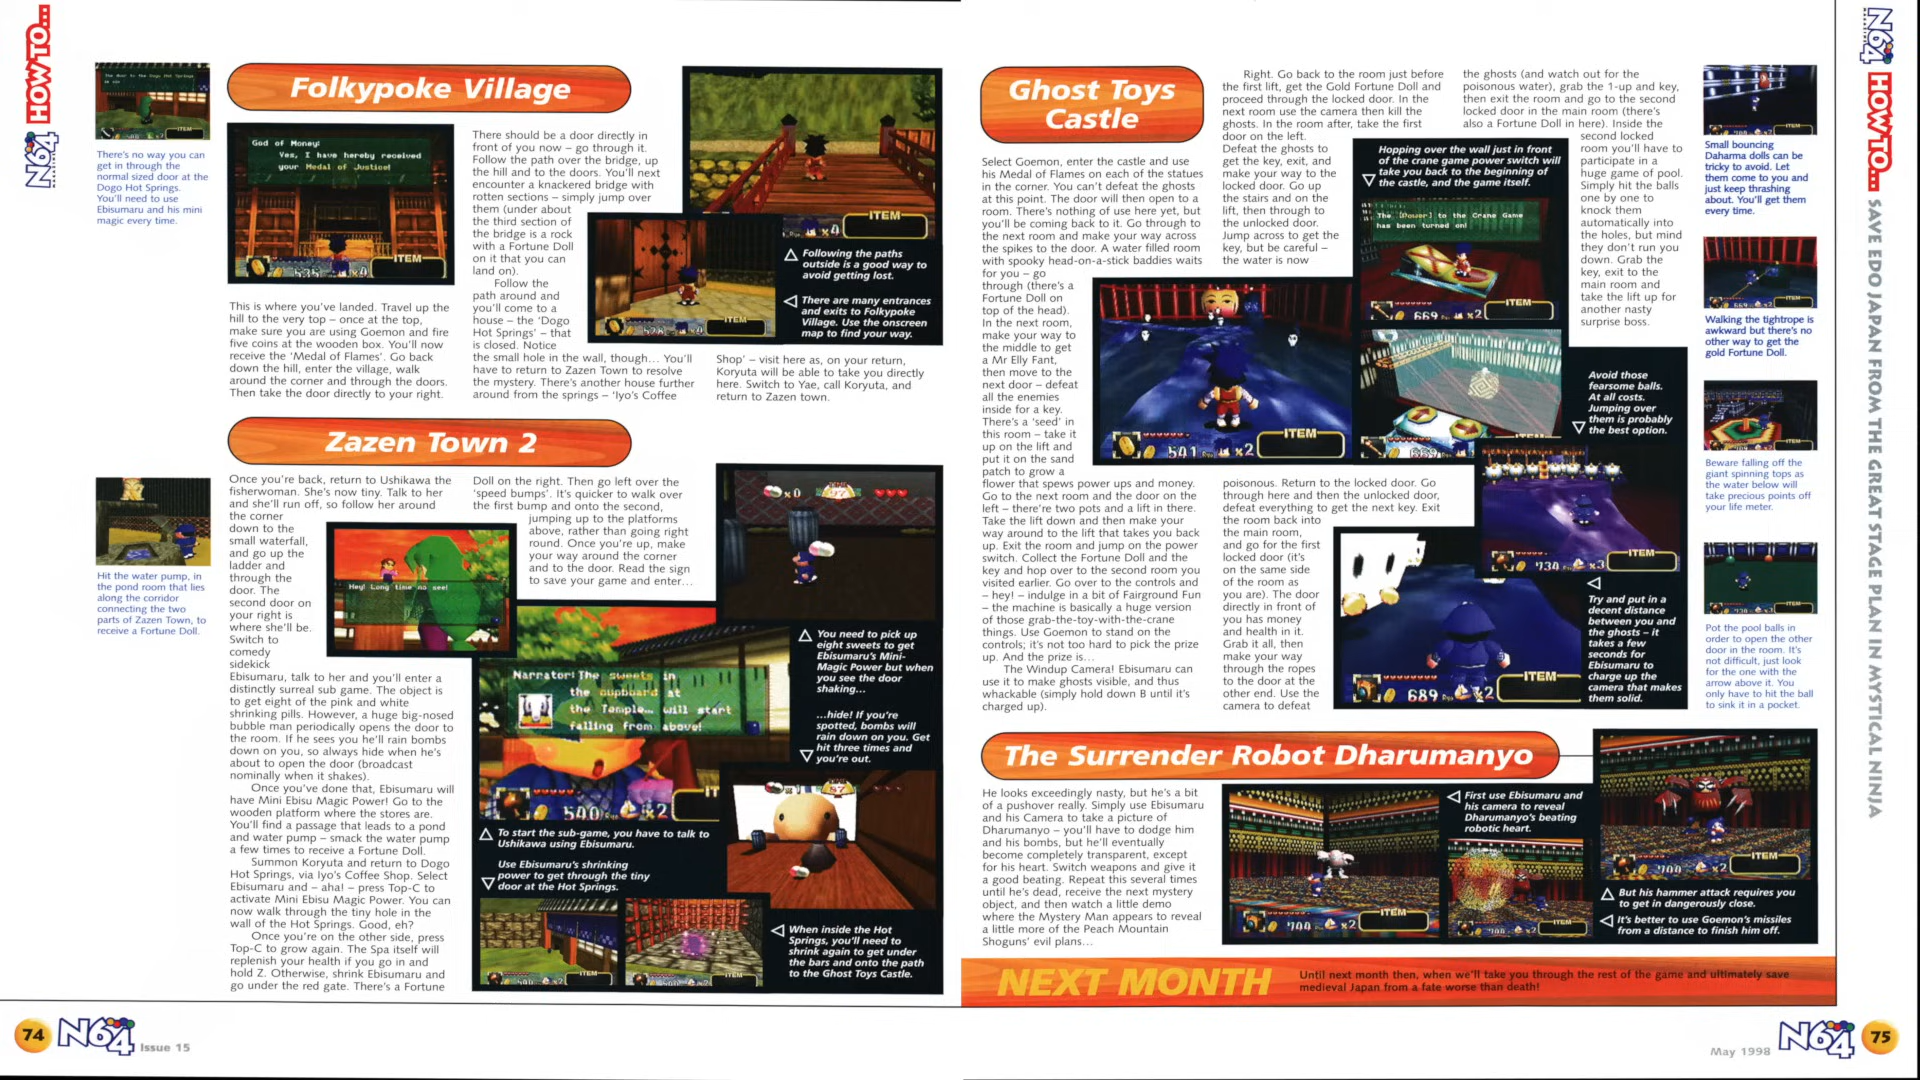 N64 MAGAZINE HOW TO...
There's no way you can
get in through the
normal sized door at the
Dogo Hot Springs.
You'll need to use
Ebisumaru and his mini
magic every time.
Folkypoke Village
God of Money:
Yes, I have hereby received
your Medal of Justice!
This is where you've landed. Travel up the
hill to the very top – once at the top,
make sure you are using Goemon and fire
five coins at the wooden box. You'll now
receive the 'Medal of Flames'. Go back
down the hill, enter the village, walk
around the corner and through the doors.
Then take the door directly to your right.
There should be a door directly in
front of you now – go through it.
Follow the path over the bridge, up
the hill and to the doors. You'll next
encounter a knackered bridge with
rotten sections – simply jump over
them (under about
the third section of
the bridge is a rock
with a Fortune Doll
on it that you can
land on).
Follow the
path around and
you'll come to a
house – the 'Dogo
Hot Springs' – that
is closed. Notice
the small hole in the wall, though... You'll
have to return to Zazen Town to resolve
the mystery. There's another house further
around from the springs – 'Iyo's Coffee
Shop' – visit here as, on your return,
Koryuta will be able to take you directly
here. Switch to Yae, call Koryuta, and
return to Zazen town.
Following the paths
outside is a good way to
avoid getting lost.
There are many entrances
and exits to Folkypoke
Village. Use the onscreen
map to find your way.
Zazen Town 2
Hit the water pump, in
the pond room that lies
along the corridor
connecting the two
parts of Zazen Town, to
receive a Fortune Doll.
Once you're back, return to Ushikawa the
fisherwoman. She's now tiny. Talk to her
and she'll run off, so follow her around
the corner
down to the
small waterfall,
and go up the
ladder and
through the
door. The
second door on
your right is
where she'll be.
Switch to
comedy
sidekick
Ebisumaru, talk to her and you'll enter a
distinctly surreal sub game. The object is
to get eight of the pink and white
shrinking pills. However, a huge big-nosed
bubble man periodically opens the door to
the room. If he sees you he'll rain bombs
down on you, so always hide when he's
about to open the door (broadcast
nominally when it shakes).
Once you've done that, Ebisumaru will
have Mini Ebisu Magic Power! Go to the
wooden platform where the stores are.
You'll find a passage that leads to a pond
and water pump – smack the water pump
a few times to receive a Fortune Doll.
Summon Koryuta and return to Dogo
Hot Springs, via Iyo's Coffee Shop. Select
Ebisumaru and – aha! – press Top-C to
activate Mini Ebisu Magic Power. You can
now walk through the tiny hole in the
wall of the Hot Springs. Good, eh?
Once you're on the other side, press
Top-C to grow again. The Spa itself will
replenish your health if you go in and
hold Z. Otherwise, shrink Ebisumaru and
go under the red gate. There's a Fortune
Doll on the right. Then go left over the
'speed bumps'. It's quicker to walk over
the first bump and onto the second,
jumping up to the platforms
above, rather than going right
round. Once you're up, make
your way around the corner
and to the door. Read the sign
to save your game and enter...
Hey! Long time no see!
Narrator: The sweets in
the cupboard at
the Temple... will start
falling from above!
You need to pick up
eight sweets to get
Ebisumaru's Mini-
Magic Power but when
you see the door
shaking...
...hide! If you're
spotted, bombs will
rain down on you. Get
hit three times and
you're out.
To start the sub-game, you have to talk to
Ushikawa using Ebisumaru.
Use Ebisumaru's shrinking
power to get through the tiny
door at the Hot Springs.
When inside the Hot
Springs, you'll need to
shrink again to get under
the bars and onto the path
to the Ghost Toys Castle.
74 N64 Issue 15
Ghost Toys
Castle
Select Goemon, enter the castle and use
his Medal of Flames on each of the statues
in the corner. You can't defeat the ghosts
at this point. The door will then open to a
room. There's nothing of use here yet, but
you'll be coming back to it. Go through to
the next room and make your way across
the spikes to the door. A water filled room
with spooky head-on-a-stick baddies waits
for you – go
through (there's a
Fortune Doll on
top of the head).
In the next room,
make your way to
the middle to get
a Mr Elly Fant,
then move to the
next door – defeat
all the enemies
inside for a key.
There's a 'seed' in
this room – take it
up on the lift and
put it on the sand
patch to grow a
flower that spews power ups and money.
Go to the next room and the door on the
left – there're two pots and a lift in there.
Take the lift down and then make your
way around to the lift that takes you back
up. Exit the room and jump on the power
switch. Collect the Fortune Doll and the
key and hop over to the second room you
visited earlier. Go over to the controls and
– hey! – indulge in a bit of Fairground Fun
– the machine is basically a huge version
of those grab-the-toy-with-the-crane
things. Use Goemon to stand on the
controls; it's not too hard to pick the prize
up. And the prize is...
The Windup Camera! Ebisumaru can
use it to make ghosts visible, and thus
whackable (simply hold down B until it's
charged up).
Right. Go back to the room just before
the first lift, get the Gold Fortune Doll and
proceed through the locked door. In the
next room use the camera then kill the
ghosts. In the room after, take the first
door on the left.
Defeat the ghosts to
get the key, exit, and
make your way to the
locked door. Go up
the stairs and on the
lift, then through to
the unlocked door.
Jump across to get the
key, but be careful –
the water is now
poisonous. Return to the locked door. Go
through here and then the unlocked door,
defeat everything to get the next key. Exit
the room back into
the main room,
and go for the first
locked door (it's
on the same side
of the room as
you are). The door
directly in front of
you has money
and health in it.
Grab it all, then
make your way
through the ropes
to the door at the
other end. Use the
camera to defeat
the ghosts (and watch out for the
poisonous water), grab the 1-up and key,
then exit the room and go to the second
locked door in the main room (there's
also a Fortune Doll in here). Inside the
second locked
room you'll have to
participate in a
huge game of pool.
Simply hit the balls
one by one to
knock them
automatically into
the holes, but mind
they don't run you
down. Grab the
key, exit to the
main room and
take the lift up for
another nasty
surprise boss.
Hopping over the wall just in front
of the crane game power switch will
take you back to the beginning of
the castle, and the game itself.
The [Power] to the Crane Game
has been turned on!
Avoid those
fearsome balls.
At all costs.
Jumping over
them is probably
the best option.
Try and put in a
decent distance
between you and
the ghosts – it
takes a few
seconds for
Ebisumaru to
charge up the
camera that makes
them solid.
The Surrender Robot Dharumanyo
He looks exceedingly nasty, but he's a bit
of a pushover really. Simply use Ebisumaru
and his Camera to take a picture of
Dharumanyo – you'll have to dodge him
and his bombs, but he'll eventually
become completely transparent, except
for his heart. Switch weapons and give it
a good beating. Repeat this several times
until he's dead, receive the next mystery
object, and then watch a little demo
where the Mystery Man appears to reveal
a little more of the Peach Mountain
Shoguns' evil plans...
First use Ebisumaru and
his camera to reveal
Dharumanyo's beating
robotic heart.
But his hammer attack requires you
to get in dangerously close.
It's better to use Goemon's missiles
from a distance to finish him off.
NEXT MONTH
Until next month then, when we'll take you through the rest of the game and ultimately save
medieval Japan from a fate worse than death!
Small bouncing
Daharma dolls can be
tricky to avoid. Let
them come to you and
just keep thrashing
about. You'll get them
every time.
Walking the tightrope is
awkward but there's no
other way to get the
gold Fortune Doll.
Beware falling off the
giant spinning tops as
the water below will
take precious points off
your life meter.
Pot the pool balls in
order to open the other
door in the room. It's
not difficult, just look
for the one with the
arrow above it. You
only have to hit the ball
to sink it in a pocket.
N64 MAGAZINE HOW TO... SAVE EDO JAPAN FROM THE GREAT STAGE PLAN IN MYSTICAL NINJA
May 1998 N64 75